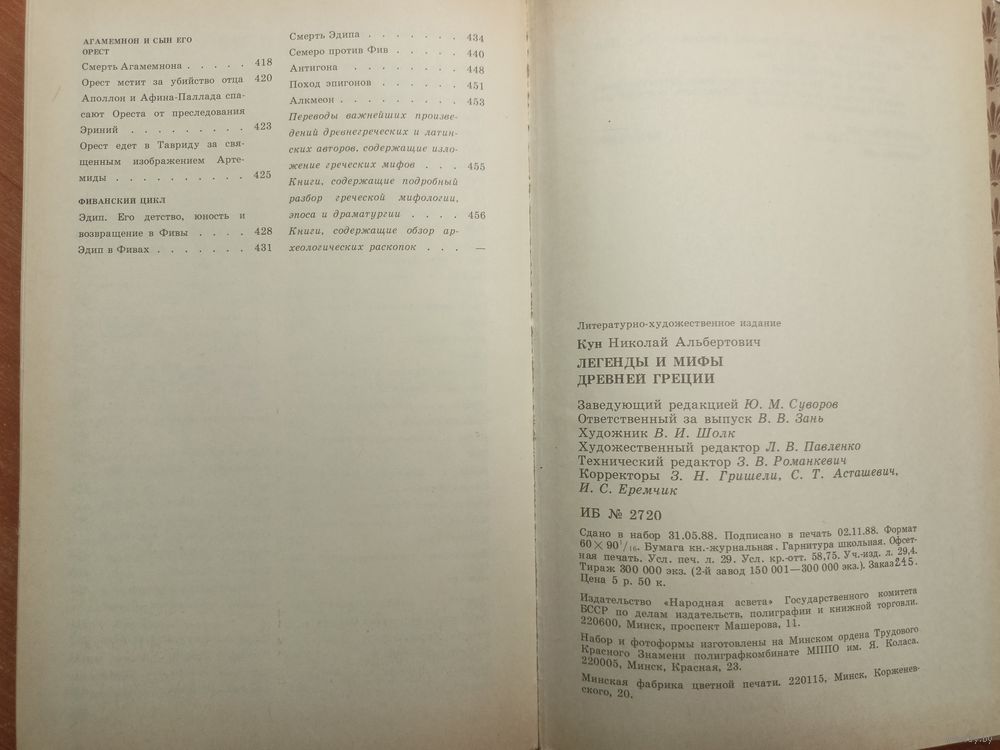 АГАМЕМНОН И СЫН ЕГО
ОРЕСТ
Смерть Агамемнона . . . . . 418
Орест мстит за убийство отца 420
Аполлон и Афина-Паллада спа-
сают Ореста от преследования
Эриний . . . . . . . . . 423
Орест едет в Тавриду за свя-
щенным изображением Арте-
миды . . . . . . . . . . 425
ФИВАНСКИЙ ЦИКЛ
Эдип. Его детство, юность и
возвращение в Фивы . . . . 428
Эдип в Фивах . . . . . . . 431
Смерть Эдипа . . . . . . . 434
Семеро против Фив . . . . . 440
Антигона . . . . . . . . 448
Поход эпигонов . . . . . . 451
Алкмеон . . . . . . . . . 453
Переводы важнейших произве-
дений древнегреческих и латин-
ских авторов, содержащие изло-
жение греческих мифов . . . 455
Книги, содержащие подробный
разбор греческой мифологии,
эпоса и драматургии . . . . 456
Книги, содержащие обзор ар-
хеологических раскопок . . . —
Литературно-художественное издание
Кун Николай Альбертович
ЛЕГЕНДЫ И МИФЫ
ДРЕВНЕЙ ГРЕЦИИ
Заведующий редакцией Ю. М. Суворов
Ответственный за выпуск В. В. Зань
Художник В. И. Шолк
Художественный редактор Л. В. Павленко
Технический редактор З. В. Романкевич
Корректоры З. Н. Гришели, С. Т. Асташевич,
И. С. Еремчик
ИБ № 2720
Сдано в набор 31.05.88. Подписано в печать 02.11.88. Формат
60×90¹/₁₆. Бумага кн.-журнальная. Гарнитура школьная. Офсет-
ная печать. Усл. печ. л. 29. Усл. кр.-отт. 58,75. Уч.-изд. л. 29,4.
Тираж 300 000 экз. (2-й завод 150 001—300 000 экз.). Заказ 245.
Цена 5 р. 50 к.
Издательство «Народная асвета» Государственного комитета
БССР по делам издательств, полиграфии и книжной торговли.
220600, Минск, проспект Машерова, 11.
Набор и фотоформы изготовлены на Минском ордена Трудового
Красного Знамени полиграфкомбинате МППО им. Я. Коласа.
220005, Минск, Красная, 23.
Минская фабрика цветной печати. 220115, Минск, Корженев-
ского, 20.